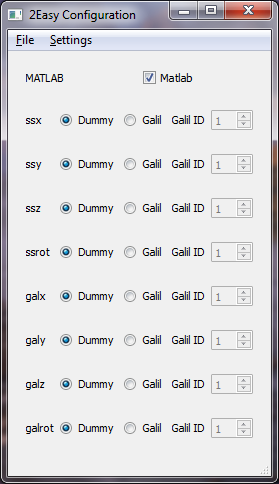 2Easy Configuration
File Settings
MATLAB Matlab
ssx Dummy Galil Galil ID 1
ssy Dummy Galil Galil ID 1
ssz Dummy Galil Galil ID 1
ssrot Dummy Galil Galil ID 1
galx Dummy Galil Galil ID 1
galy Dummy Galil Galil ID 1
galz Dummy Galil Galil ID 1
galrot Dummy Galil Galil ID 1